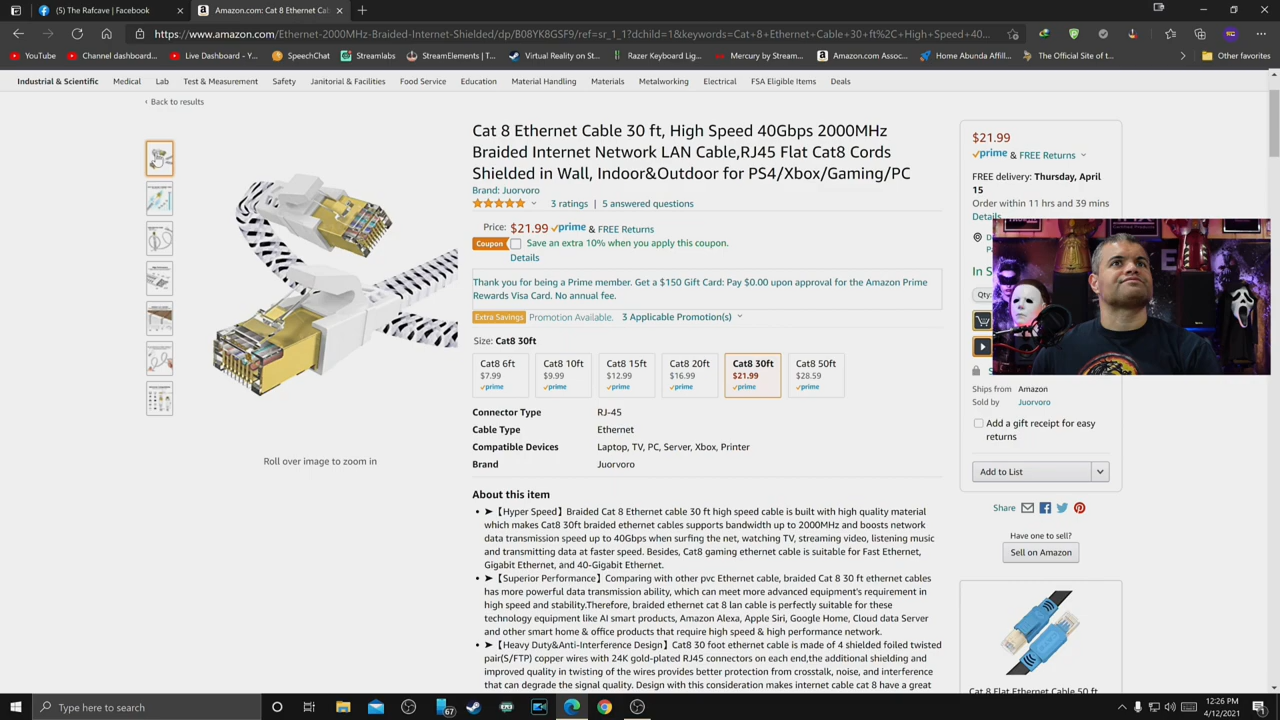 (5) The Rafcave | Facebook
Amazon.com: Cat 8 Ethernet Cab
https://www.amazon.com/Ethernet-2000MHz-Braided-Internet-Shielded/dp/B08YK8GSF9/ref=sr_1_1?dchild=1&keywords=Cat+8+Ethernet+Cable+30+ft%2C+High+Speed+40...
YouTube
Channel dashboard...
Live Dashboard - Yo...
Streamlabs
StreamElements | T...
Virtual Reality on St...
Razer Keyboard Lig...
Mercury by Streaml...
Amazon.com Assoc...
Home Abunda Affil...
The Official Site of t...
Other favorites
Industrial & Scientific
Medical
Lab
Test & Measurement
Safety
Janitorial & Facilities
Food Service
Education
Material Handling
Materials
Metalworking
Electrical
FSA Eligible Items
Deals
‹ Back to results
Cat 8 Ethernet Cable 30 ft, High Speed 40Gbps 2000MHz
Braided Internet Network LAN Cable,RJ45 Flat Cat8 Cords
Shielded in Wall, Indoor&Outdoor for PS4/Xbox/Gaming/PC
Brand: Juorvoro
3 ratings | 5 answered questions
Price: $21.99 prime & FREE Returns
Coupon Save an extra 10% when you apply this coupon.
Details
Thank you for being a Prime member. Get a $150 Gift Card: Pay $0.00 upon approval for the Amazon Prime
Rewards Visa Card. No annual fee.
Extra Savings Promotion Available. 3 Applicable Promotion(s)
Size: Cat8 30ft
Cat8 6ft
$7.99
prime
Cat8 10ft
$9.99
prime
Cat8 15ft
$12.99
prime
Cat8 20ft
$16.99
prime
Cat8 30ft
$21.99
prime
Cat8 50ft
$28.59
prime
Connector Type RJ-45
Cable Type Ethernet
Compatible Devices Laptop, TV, PC, Server, Xbox, Printer
Brand Juorvoro
Roll over image to zoom in
About this item
• ➤【Hyper Speed】Braided Cat 8 Ethernet cable 30 ft high speed cable is built with high quality material
which makes Cat8 30ft braided ethernet cables supports bandwidth up to 2000MHz and boosts network
data transmission speed up to 40Gbps when surfing the net, watching TV, streaming video, listening music
and transmitting data at faster speed. Besides, Cat8 gaming ethernet cable is suitable for Fast Ethernet,
Gigabit Ethernet, and 40-Gigabit Ethernet.
• ➤【Superior Performance】Comparing with other pvc Ethernet cable, braided Cat 8 30 ft ethernet cables
has more powerful data transmission ability, which can meet more advanced equipment's requirement in
high speed and stability.Therefore, braided ethernet cat 8 lan cable is perfectly suitable for these
technology equipment like AI smart products, Amazon Alexa, Apple Siri, Google Home, Cloud data Server
and other smart home & office products that require high speed & high performance network.
• ➤【Heavy Duty&Anti-Interference Design】Cat8 30 foot ethernet cable is made of 4 shielded foiled twisted
pair(S/FTP) copper wires with 24K gold-plated RJ45 connectors on each end,the additional shielding and
improved quality in twisting of the wires provides better protection from crosstalk, noise, and interference
that can degrade the signal quality. Design with this consideration makes internet cable cat 8 have a great
$21.99
prime & FREE Returns
FREE delivery: Thursday, April
15
Order within 11 hrs and 39 mins
Details
In S
Qty:
Ships from Amazon
Sold by Juorvoro
Add a gift receipt for easy
returns
Add to List
Share
Have one to sell?
Sell on Amazon
Cat 8 Flat Ethernet Cable 50 ft
Type here to search
67
12:26 PM
4/12/2021